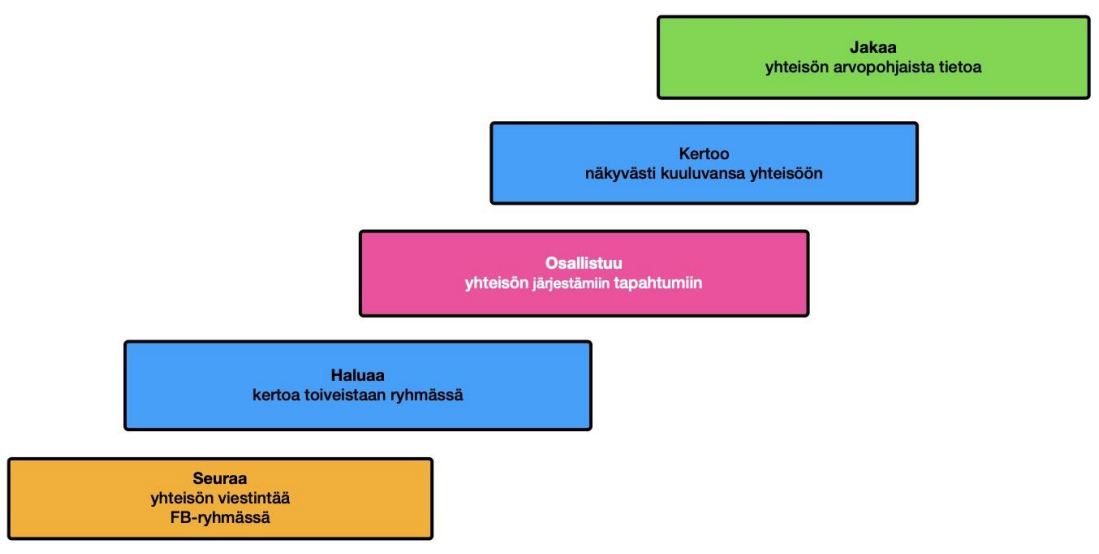 Jakaa
yhteisön arvopohjaista tietoa
Kertoo
näkyvästi kuuluvansa yhteisöön
Osallistuu
yhteisön järjestämiin tapahtumiin
Haluaa
kertoa toiveistaan ryhmässä
Seuraa
yhteisön viestintää
FB-ryhmässä